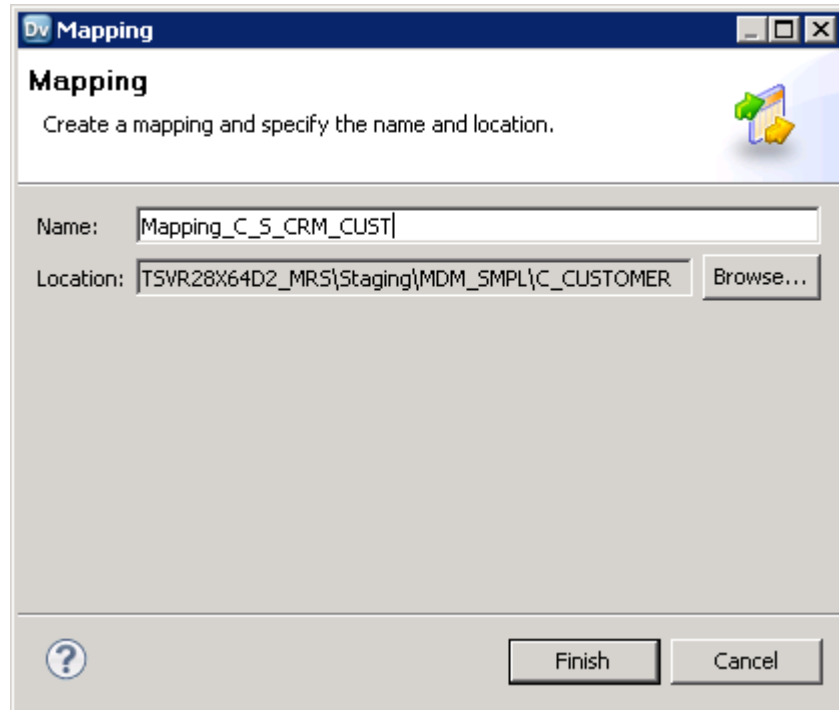 Dv Mapping
Mapping
Create a mapping and specify the name and location.
Name: Mapping_C_S_CRM_CUST
Location: TSVR28X64D2_MRS\Staging\MDM_SMPL\C_CUSTOMER Browse...
? Finish Cancel